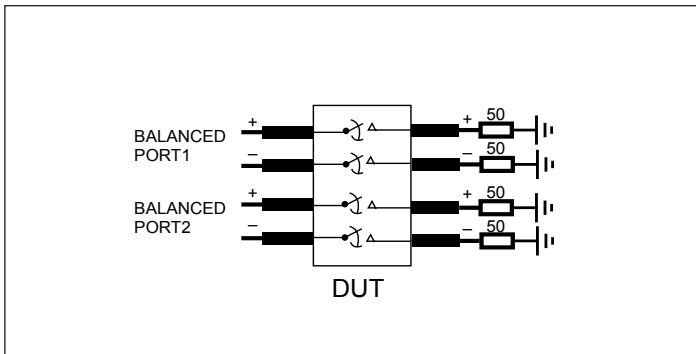 + + 50
BALANCED
PORT1
– – 50
+ + 50
BALANCED
PORT2
– – 50
DUT